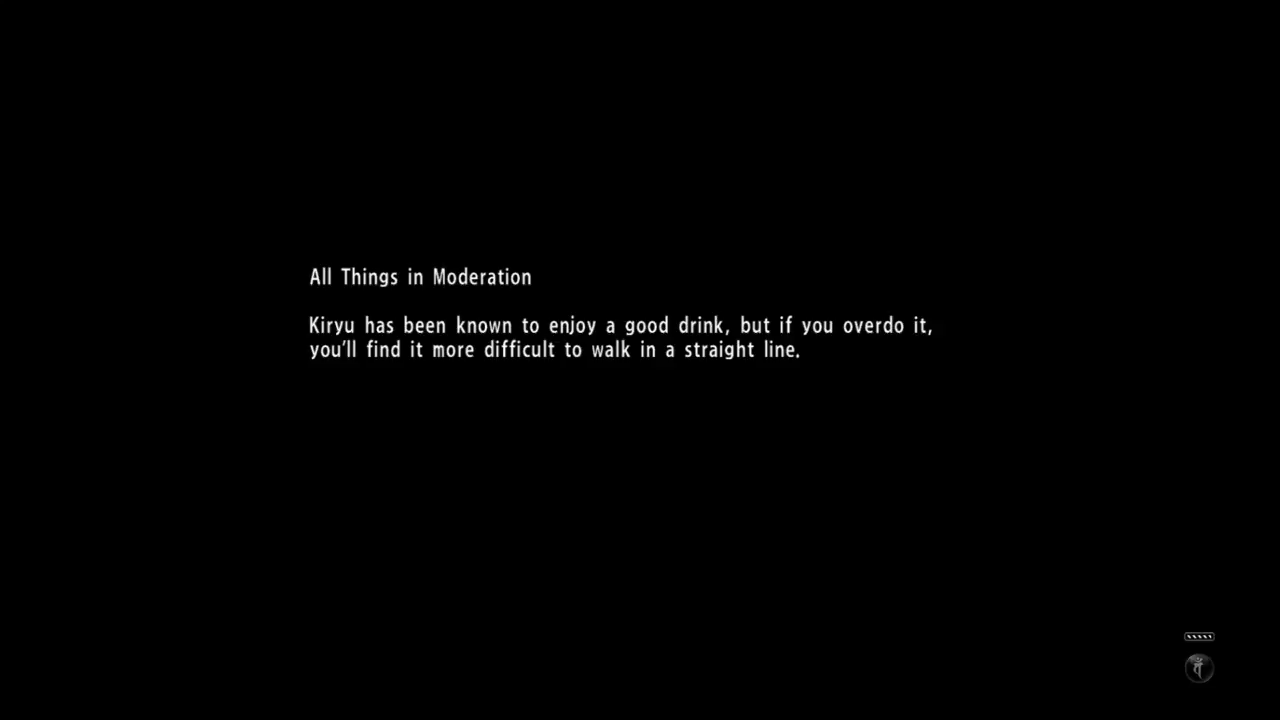 All Things in Moderation
Kiryu has been known to enjoy a good drink, but if you overdo it,
you'll find it more difficult to walk in a straight line.